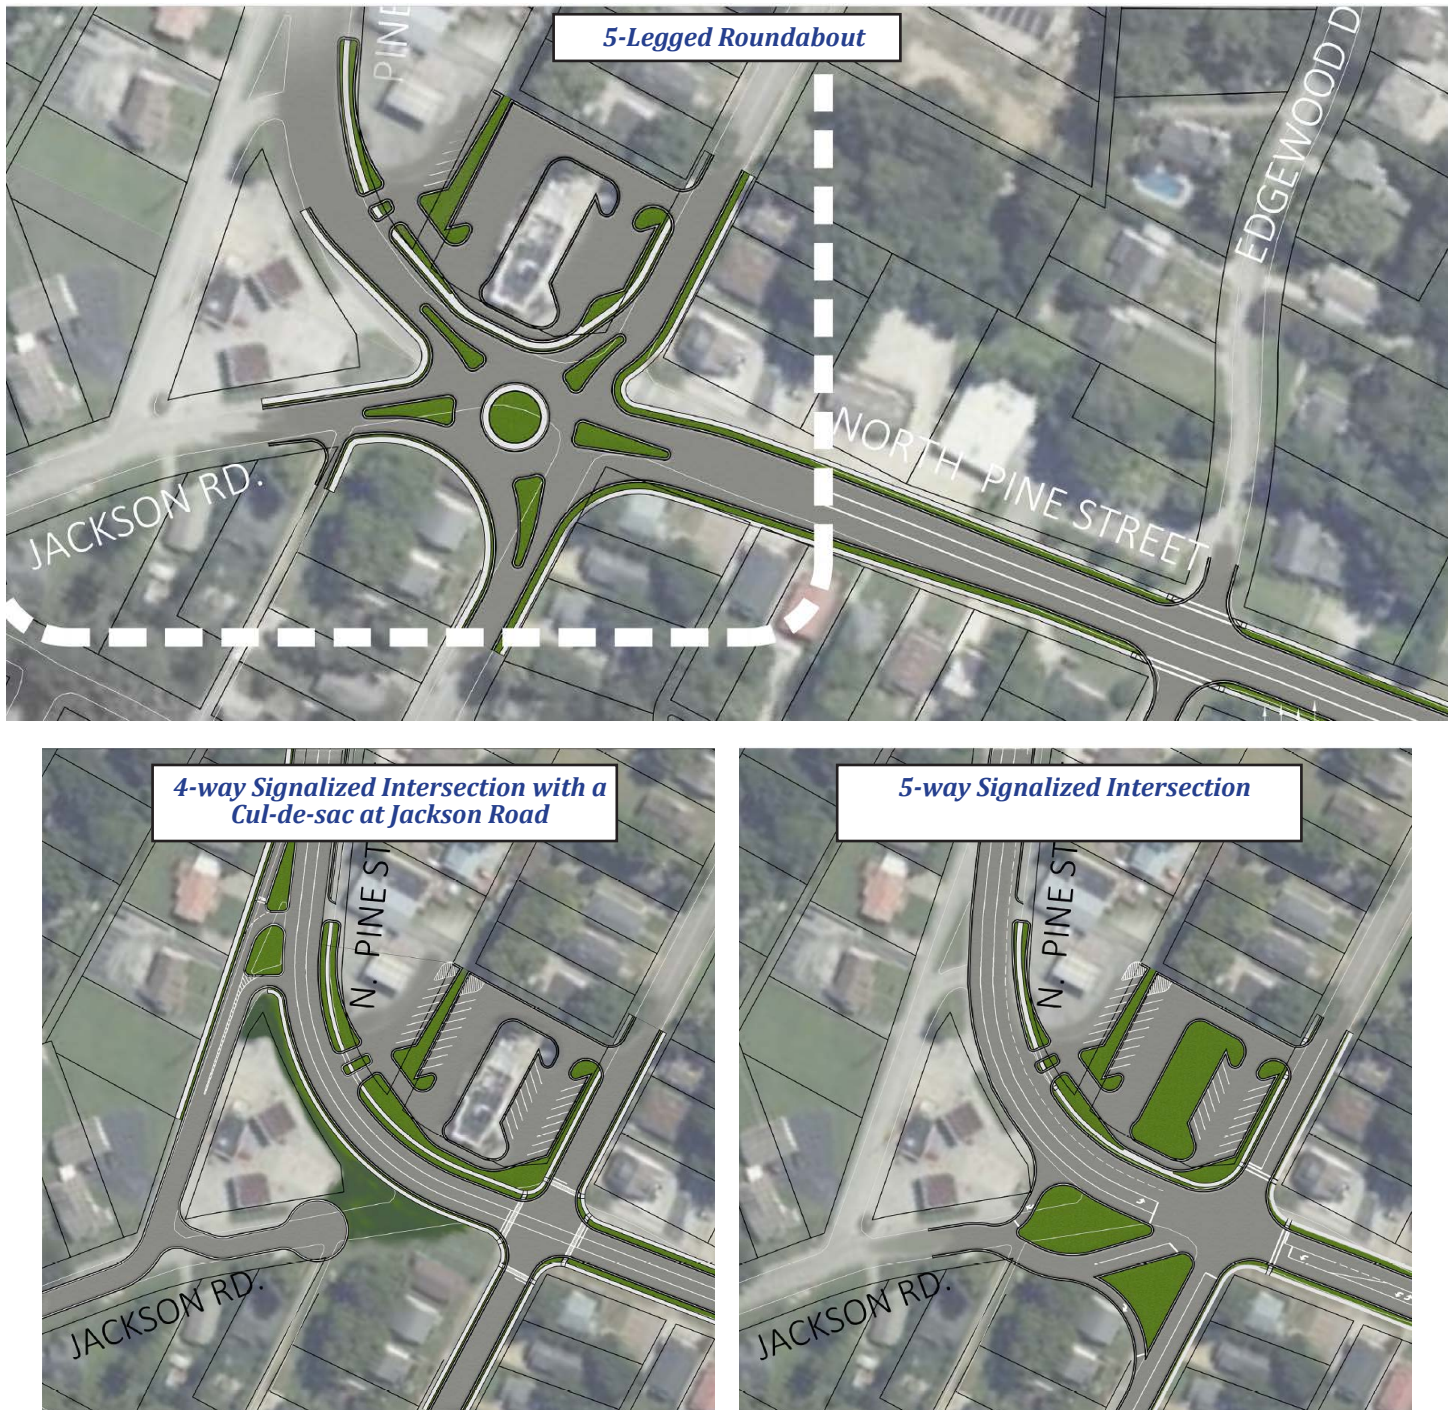 5-Legged Roundabout
PINE
EDGEWOOD D
NORTH PINE STREET
JACKSON RD.
4-way Signalized Intersection with a
Cul-de-sac at Jackson Road
N. PINE ST
JACKSON RD.
5-way Signalized Intersection
N. PINE ST
JACKSON RD.